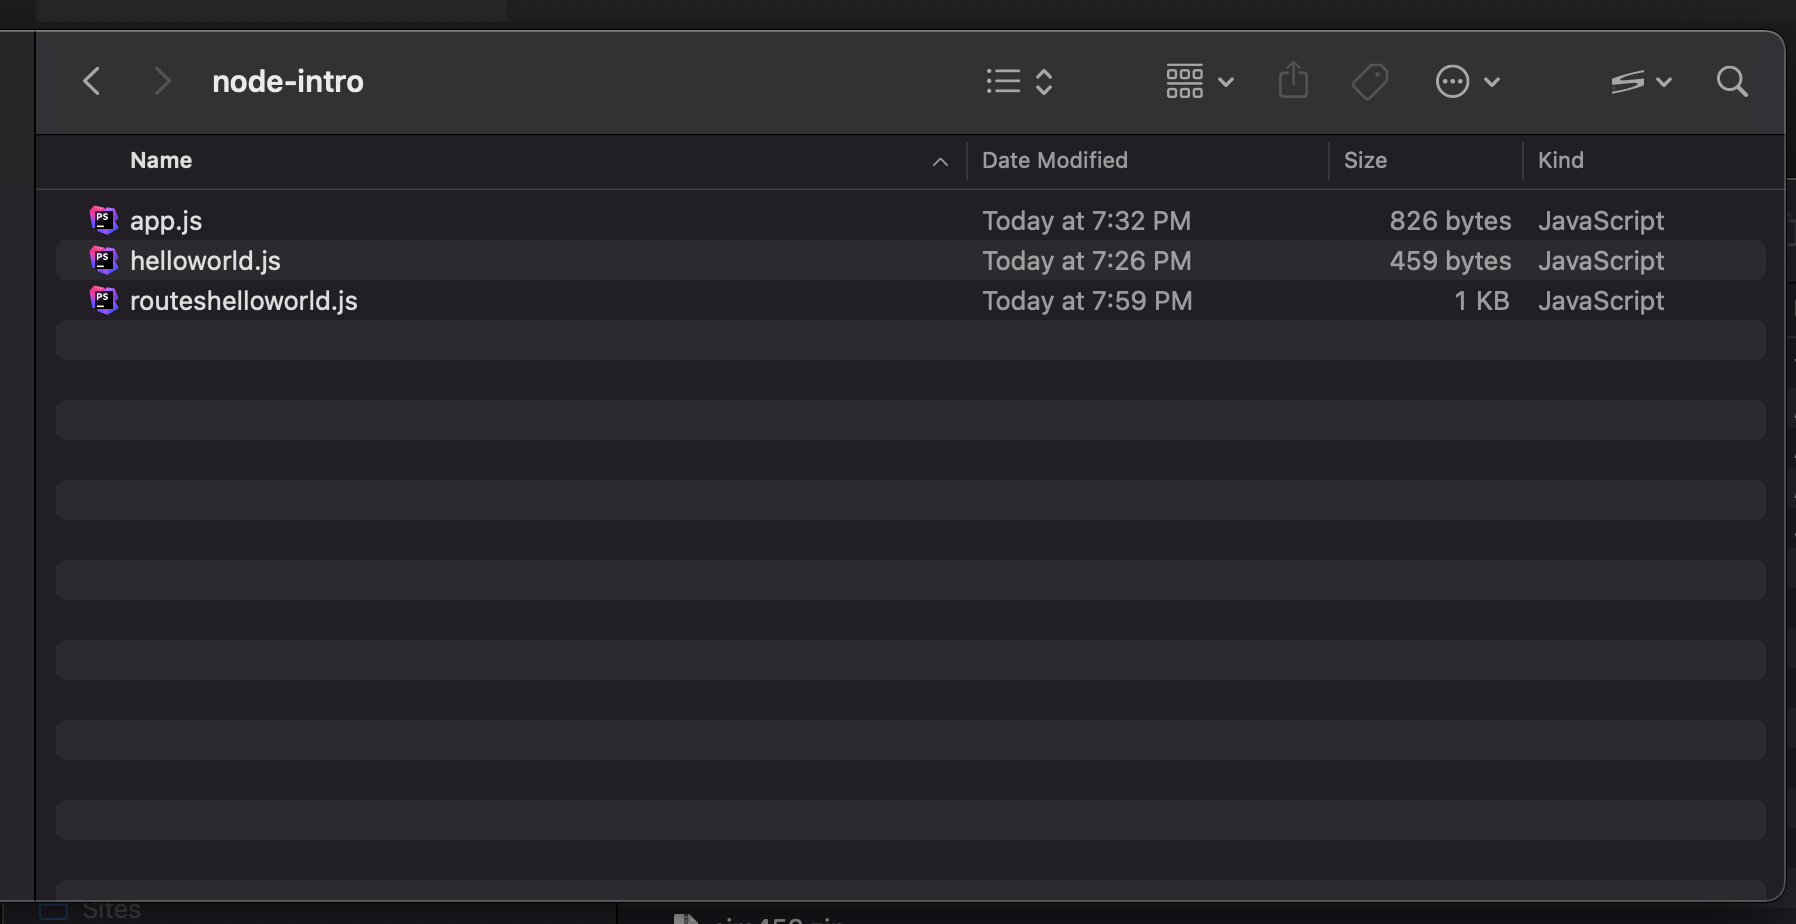 node-intro
Name Date Modified Size Kind
app.js Today at 7:32 PM 826 bytes JavaScript
helloworld.js Today at 7:26 PM 459 bytes JavaScript
routeshelloworld.js Today at 7:59 PM 1 KB JavaScript
Sites